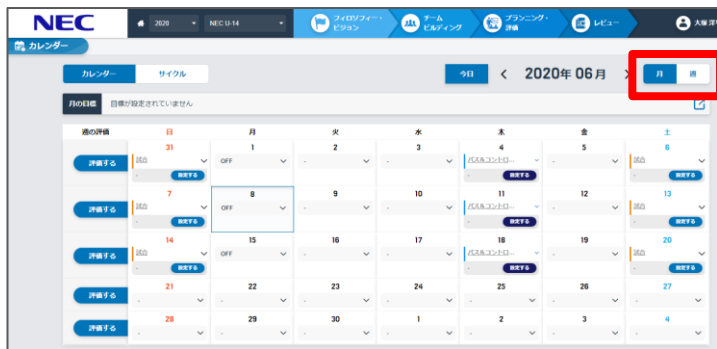 NEC
2020
NEC U-14
フィロソフィー・
ビジョン
チーム
ビルディング
プランニング・
評価
レビュー
大塚 洋
カレンダー
カレンダー サイクル 今日 < 2020年 06月 > 月 週
月の目標 目標が設定されていません
週の評価 日 月 火 水 木 金 土
31 1 2 3 4 5 6
評価する 試合 OFF - - パス&コントロ... - 試合
- 設定する - 設定する - 設定する
7 8 9 10 11 12 13
評価する 試合 OFF - - パス&コントロ... - 試合
- 設定する - 設定する - 設定する
14 15 16 17 18 19 20
評価する 試合 OFF - - パス&コントロ... - 試合
- 設定する - 設定する - 設定する
21 22 23 24 25 26 27
評価する - - - - - - -
28 29 30 1 2 3 4
評価する - - - - - - -